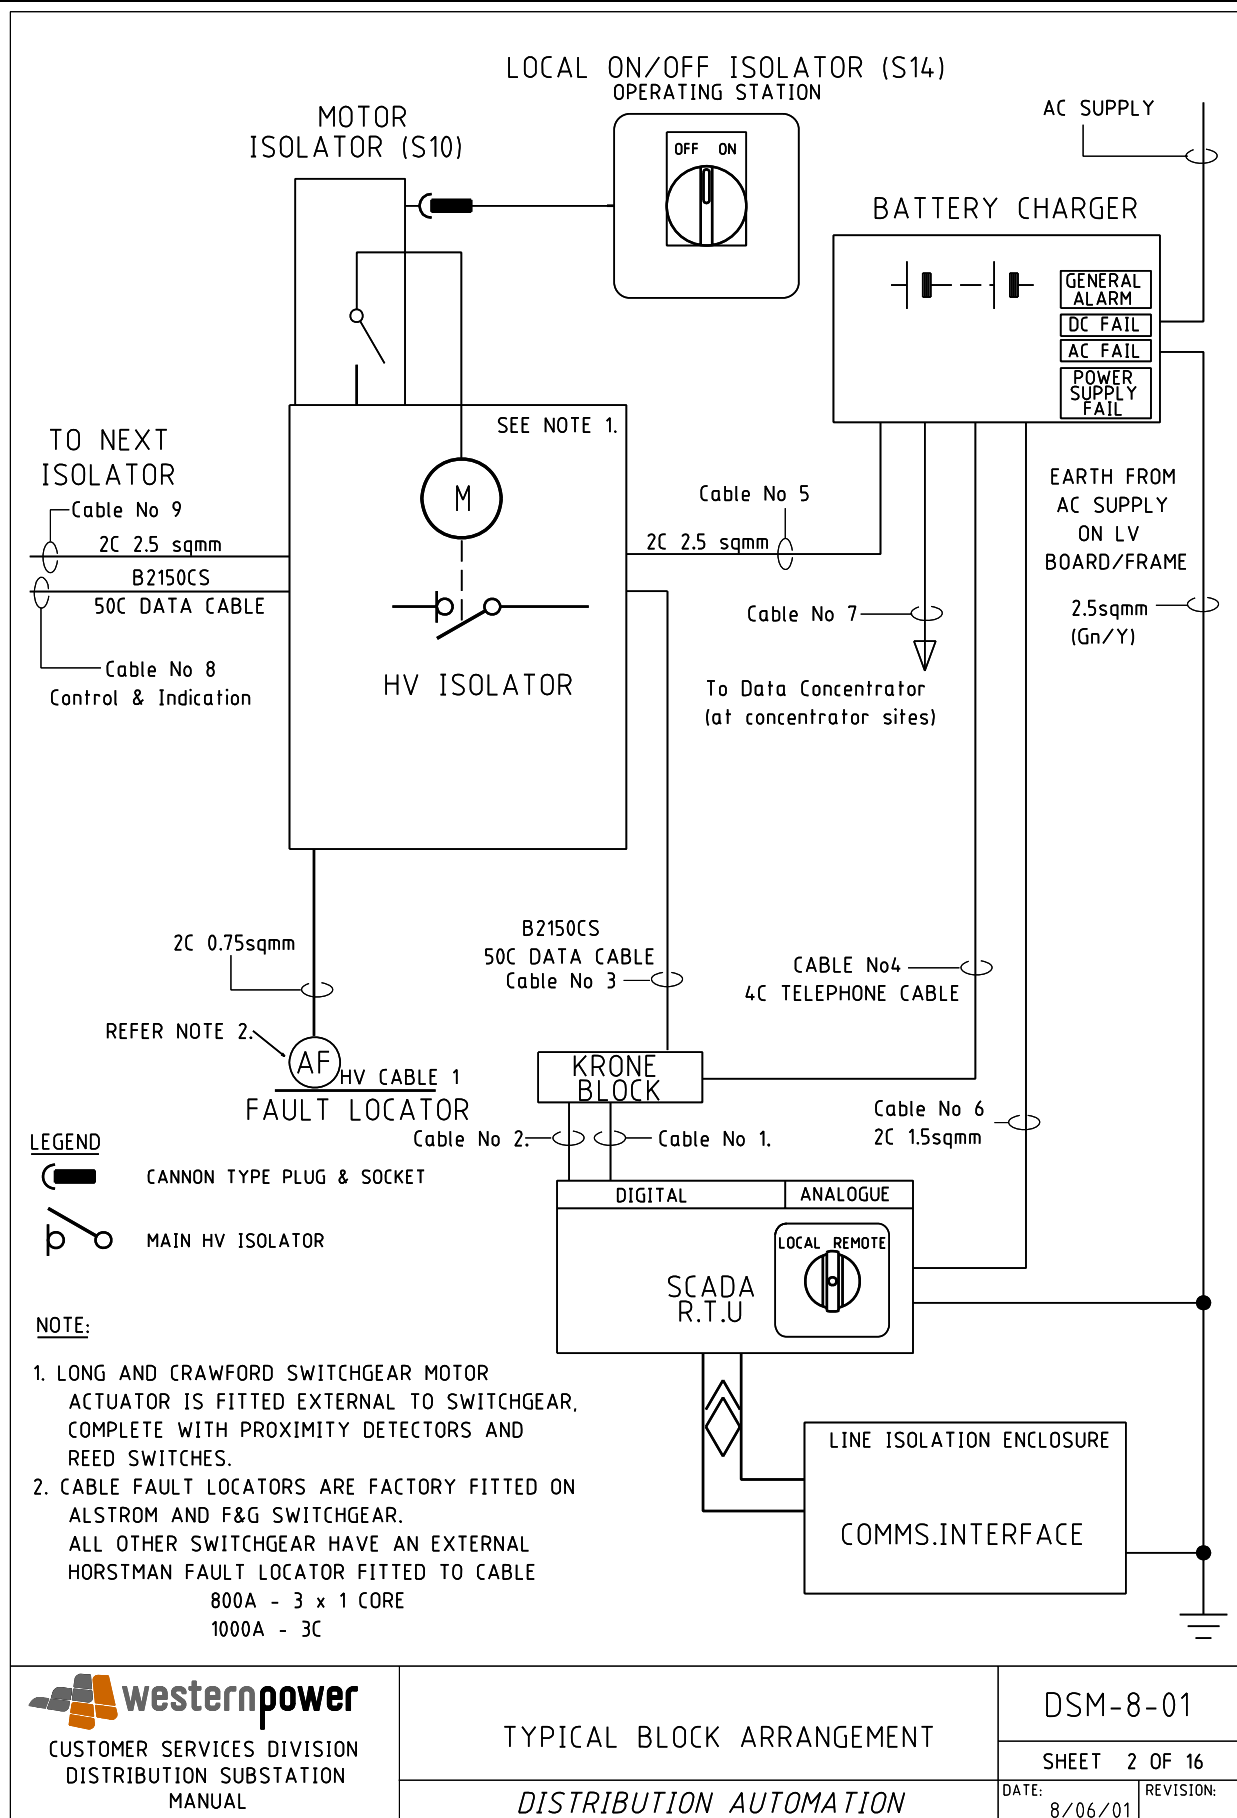 LOCAL ON/OFF ISOLATOR (S14)
OPERATING STATION
MOTOR
ISOLATOR (S10)
OFF ON
AC SUPPLY
BATTERY CHARGER
GENERAL
ALARM
DC FAIL
AC FAIL
POWER
SUPPLY
FAIL
SEE NOTE 1.
TO NEXT
ISOLATOR
Cable No 9
2C 2.5 sqmm
B2150CS
50C DATA CABLE
Cable No 8
Control & Indication
M
HV ISOLATOR
Cable No 5
2C 2.5 sqmm
Cable No 7
To Data Concentrator
(at concentrator sites)
EARTH FROM
AC SUPPLY
ON LV
BOARD/FRAME
2.5sqmm
(Gn/Y)
2C 0.75sqmm
REFER NOTE 2.
AF
HV CABLE 1
FAULT LOCATOR
B2150CS
50C DATA CABLE
Cable No 3
CABLE No4
4C TELEPHONE CABLE
KRONE
BLOCK
Cable No 2.
Cable No 1.
Cable No 6
2C 1.5sqmm
LEGEND
CANNON TYPE PLUG & SOCKET
MAIN HV ISOLATOR
DIGITAL
ANALOGUE
LOCAL REMOTE
SCADA
R.T.U
LINE ISOLATION ENCLOSURE
COMMS.INTERFACE
NOTE:
1. LONG AND CRAWFORD SWITCHGEAR MOTOR
ACTUATOR IS FITTED EXTERNAL TO SWITCHGEAR,
COMPLETE WITH PROXIMITY DETECTORS AND
REED SWITCHES.
2. CABLE FAULT LOCATORS ARE FACTORY FITTED ON
ALSTROM AND F&G SWITCHGEAR.
ALL OTHER SWITCHGEAR HAVE AN EXTERNAL
HORSTMAN FAULT LOCATOR FITTED TO CABLE
800A - 3 x 1 CORE
1000A - 3C
westernpower
CUSTOMER SERVICES DIVISION
DISTRIBUTION SUBSTATION
MANUAL
TYPICAL BLOCK ARRANGEMENT
DISTRIBUTION AUTOMATION
DSM-8-01
SHEET 2 OF 16
DATE:
8/06/01
REVISION: